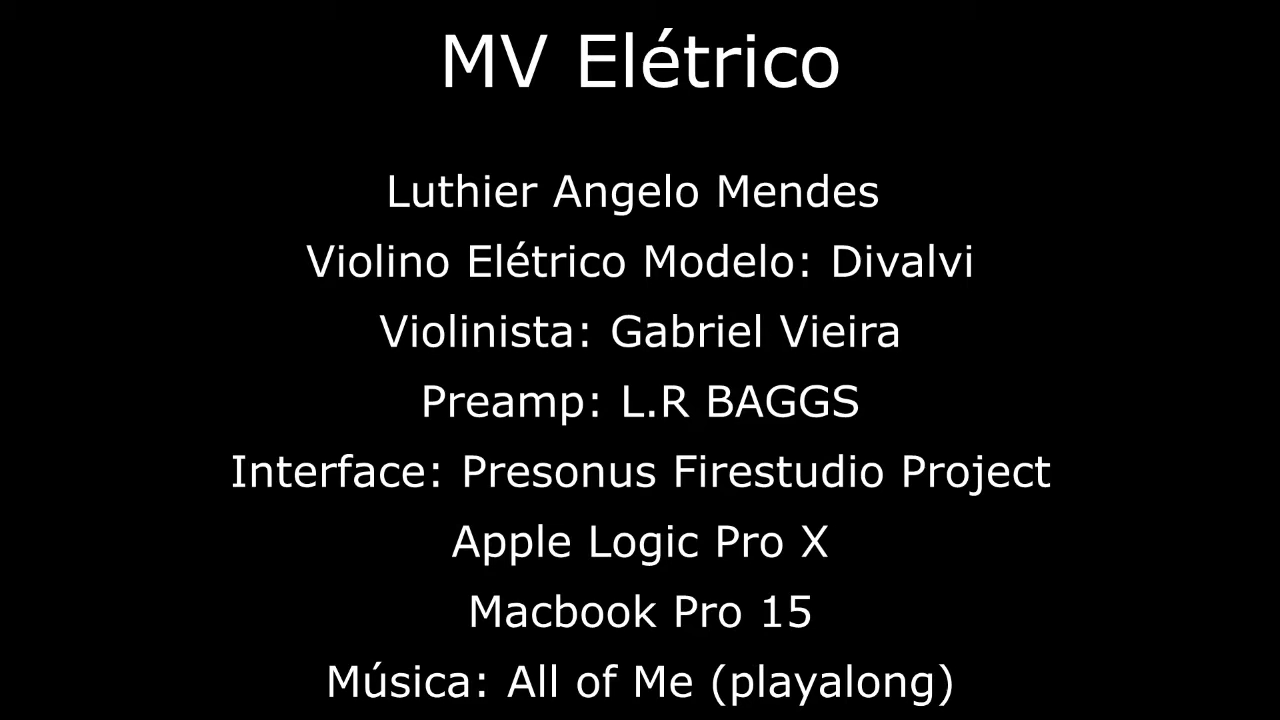 MV Elétrico
Luthier Angelo Mendes
Violino Elétrico Modelo: Divalvi
Violinista: Gabriel Vieira
Preamp: L.R BAGGS
Interface: Presonus Firestudio Project
Apple Logic Pro X
Macbook Pro 15
Música: All of Me (playalong)